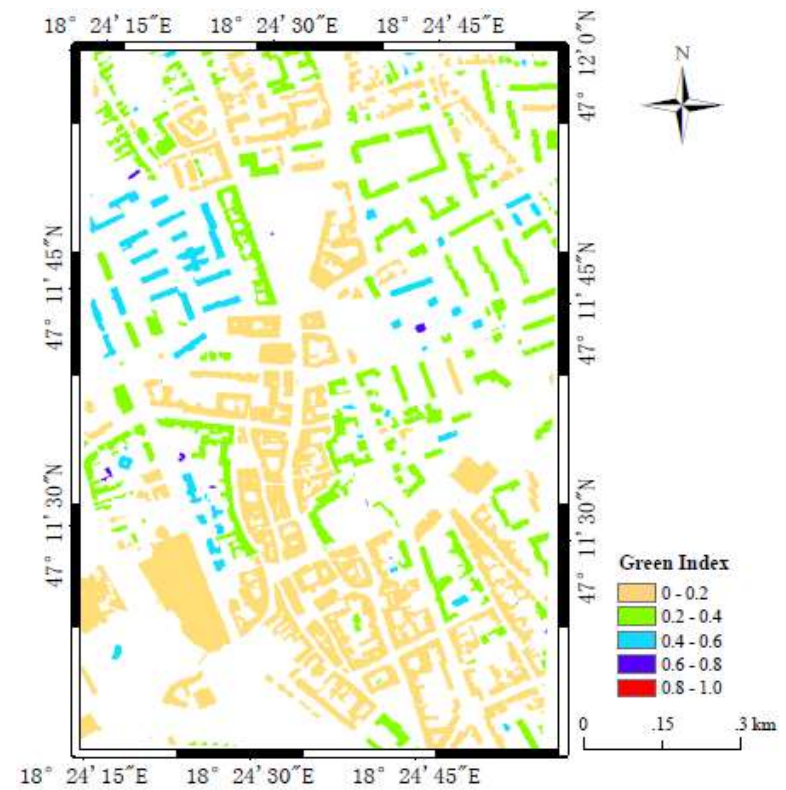 18° 24′15″E 18° 24′30″E 18° 24′45″E
47° 12′0″N
N
47° 11′45″N
47° 11′45″N
47° 11′30″N
47° 11′30″N
Green Index
0 - 0.2
0.2 - 0.4
0.4 - 0.6
0.6 - 0.8
0.8 - 1.0
0 .15 .3 km
18° 24′15″E 18° 24′30″E 18° 24′45″E